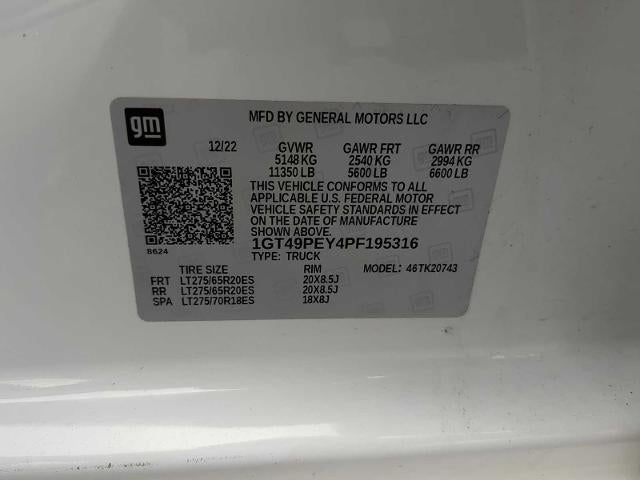 gm
MFD BY GENERAL MOTORS LLC
12/22 GVWR GAWR FRT GAWR RR
5148 KG 2540 KG 2994 KG
11350 LB 5600 LB 6600 LB
THIS VEHICLE CONFORMS TO ALL
APPLICABLE U.S. FEDERAL MOTOR
VEHICLE SAFETY STANDARDS IN EFFECT
ON THE DATE OF MANUFACTURE
SHOWN ABOVE.
8624
1GT49PEY4PF195316
TYPE: TRUCK MODEL: 46TK20743
TIRE SIZE RIM
FRT LT275/65R20ES 20X8.5J
RR LT275/65R20ES 20X8.5J
SPA LT275/70R18ES 18X8J